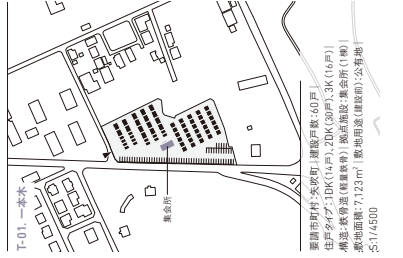 T-01. 一本木
集会所
要請市町村：矢吹町｜建設戸数：60戸｜
住戸タイプ：1DK（14戸）、2DK（30戸）、3K（16戸）｜
構造：鉄骨造（軽量鉄骨）｜拠点施設：集会所（1棟）｜
敷地面積：7,123㎡｜敷地用途（建設前）：公有地｜
S:1/4500